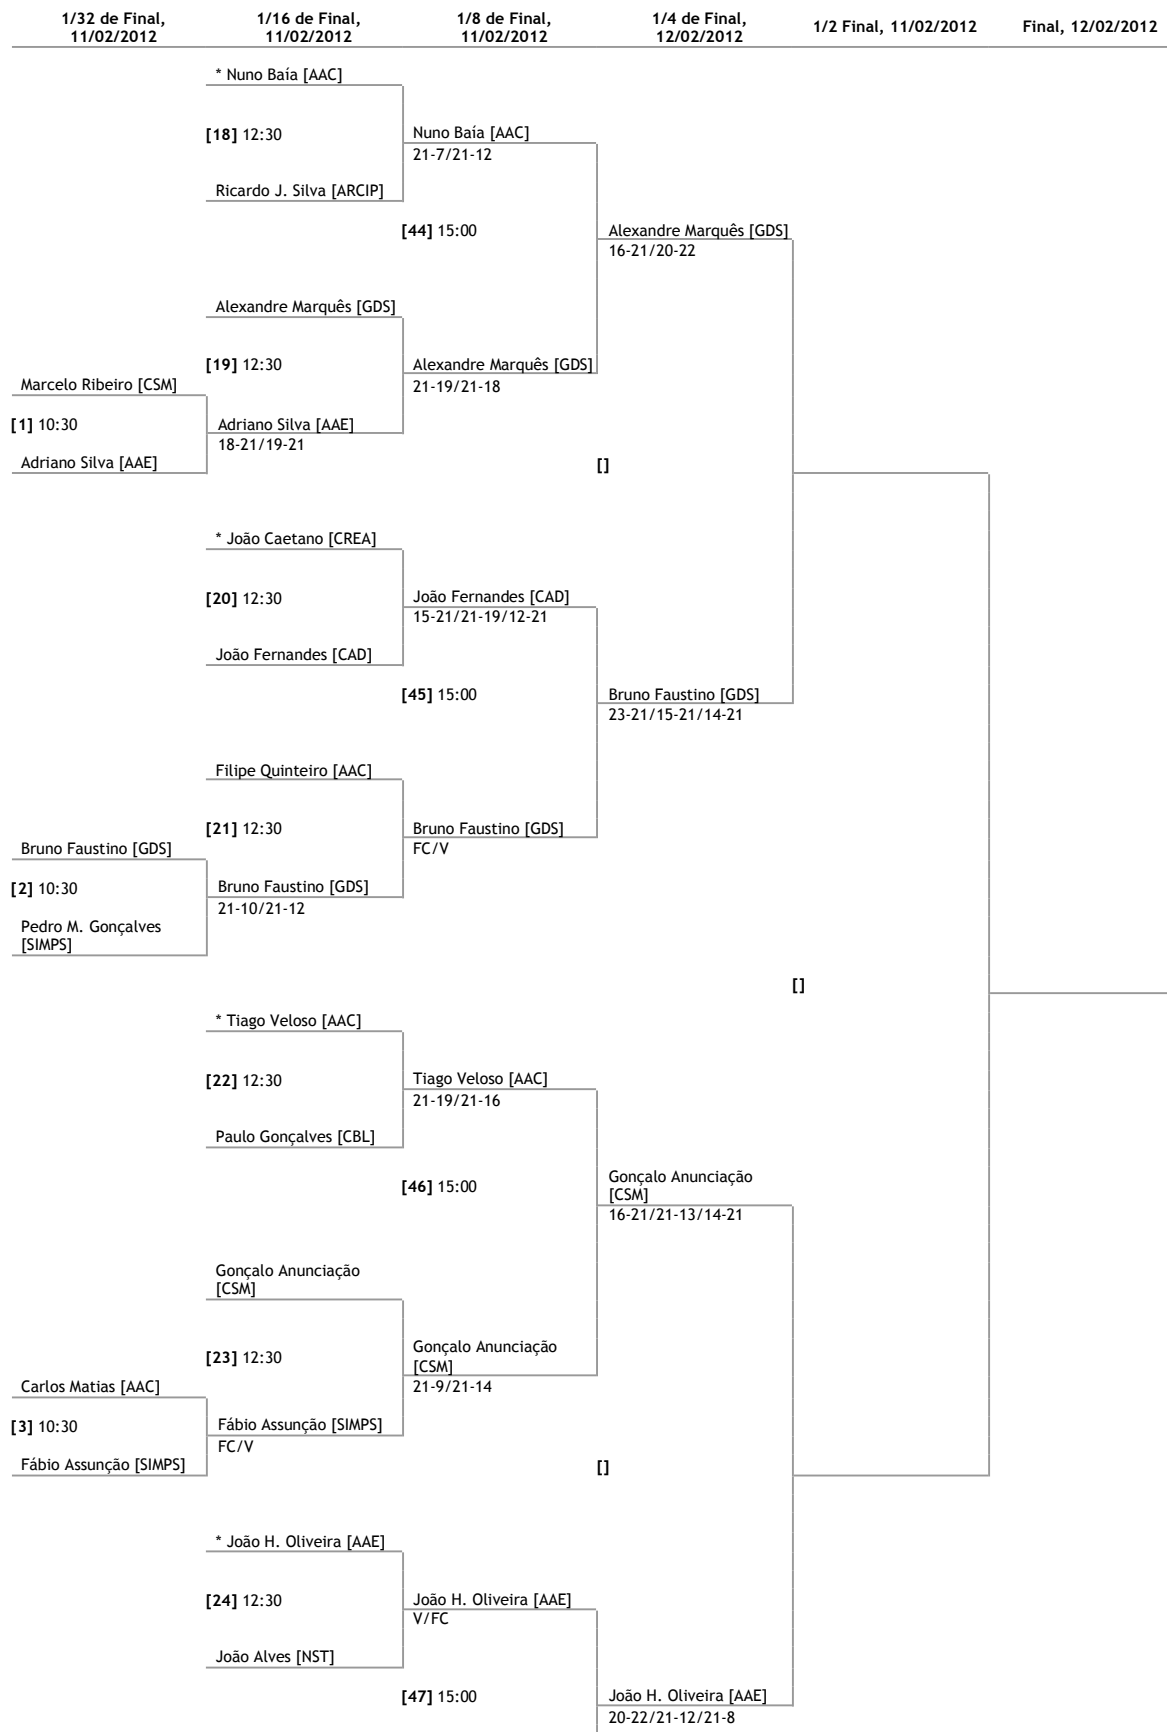 1/32 de Final,
11/02/2012
1/16 de Final,
11/02/2012
1/8 de Final,
11/02/2012
1/4 de Final,
12/02/2012
1/2 Final, 11/02/2012
Final, 12/02/2012
* Nuno Baía [AAC]
[18] 12:30
Nuno Baía [AAC]
21-7/21-12
Ricardo J. Silva [ARCIP]
[44] 15:00
Alexandre Marquês [GDS]
16-21/20-22
Alexandre Marquês [GDS]
[19] 12:30
Alexandre Marquês [GDS]
21-19/21-18
Marcelo Ribeiro [CSM]
[1] 10:30
Adriano Silva [AAE]
18-21/19-21
Adriano Silva [AAE]
[]
* João Caetano [CREA]
[20] 12:30
João Fernandes [CAD]
15-21/21-19/12-21
João Fernandes [CAD]
[45] 15:00
Bruno Faustino [GDS]
23-21/15-21/14-21
Filipe Quinteiro [AAC]
[21] 12:30
Bruno Faustino [GDS]
FC/V
Bruno Faustino [GDS]
[2] 10:30
Bruno Faustino [GDS]
21-10/21-12
Pedro M. Gonçalves
[SIMPS]
[]
* Tiago Veloso [AAC]
[22] 12:30
Tiago Veloso [AAC]
21-19/21-16
Paulo Gonçalves [CBL]
[46] 15:00
Gonçalo Anunciação
[CSM]
16-21/21-13/14-21
Gonçalo Anunciação
[CSM]
[23] 12:30
Gonçalo Anunciação
[CSM]
21-9/21-14
Carlos Matias [AAC]
[3] 10:30
Fábio Assunção [SIMPS]
FC/V
Fábio Assunção [SIMPS]
[]
* João H. Oliveira [AAE]
[24] 12:30
João H. Oliveira [AAE]
V/FC
João Alves [NST]
[47] 15:00
João H. Oliveira [AAE]
20-22/21-12/21-8